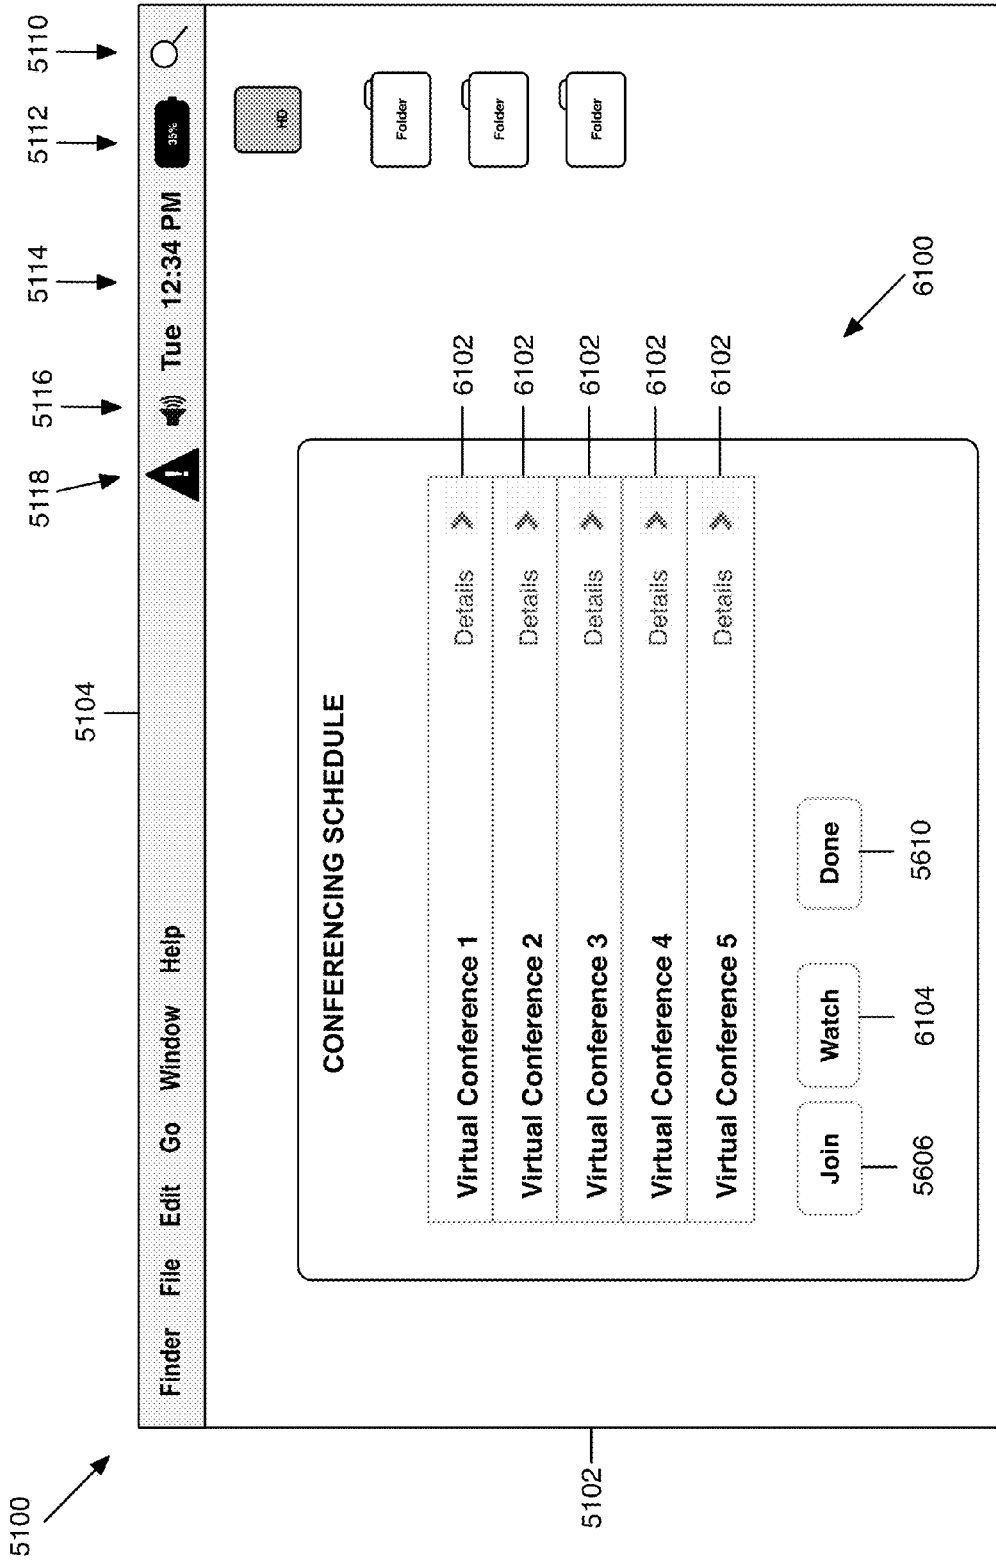 5100
5104
5118
5116
5114
5112
5110
Finder File Edit Go Window Help
Tue 12:34 PM
35%
HD
Folder
Folder
Folder
5102
CONFERENCING SCHEDULE
Virtual Conference 1 Details > 6102
Virtual Conference 2 Details > 6102
Virtual Conference 3 Details > 6102
Virtual Conference 4 Details > 6102
Virtual Conference 5 Details > 6102
Join Watch Done
5606 6104 5610
6100